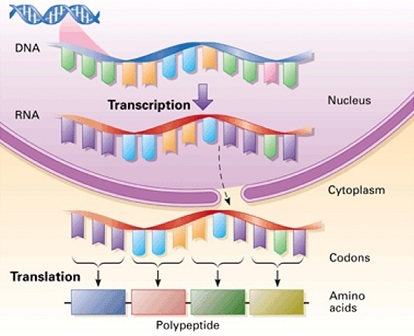 DNA
Transcription
Nucleus
RNA
Cytoplasm
Codons
Translation
Amino
acids
Polypeptide